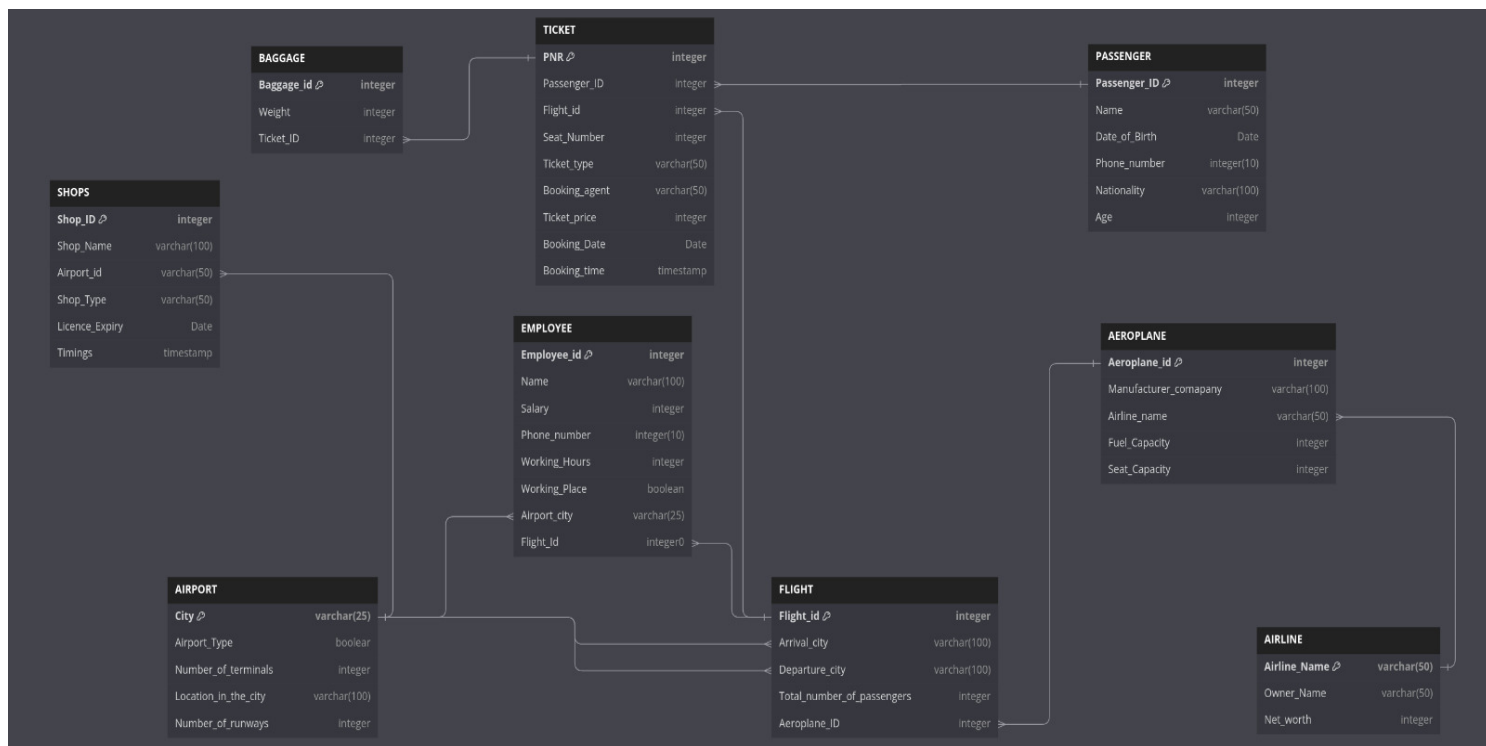 BAGGAGE
Baggage_id integer
Weight integer
Ticket_ID integer
TICKET
PNR integer
Passenger_ID integer
Flight_id integer
Seat_Number integer
Ticket_type varchar(50)
Booking_agent varchar(50)
Ticket_price integer
Booking_Date Date
Booking_time timestamp
PASSENGER
Passenger_ID integer
Name varchar(50)
Date_of_Birth Date
Phone_number integer(10)
Nationality varchar(100)
Age integer
SHOPS
Shop_ID integer
Shop_Name varchar(100)
Airport_id varchar(50)
Shop_Type varchar(50)
Licence_Expiry Date
Timings timestamp
EMPLOYEE
Employee_id integer
Name varchar(100)
Salary integer
Phone_number integer(10)
Working_Hours integer
Working_Place boolean
Airport_city varchar(25)
Flight_Id integer0
AEROPLANE
Aeroplane_id integer
Manufacturer_comapany varchar(100)
Airline_name varchar(50)
Fuel_Capacity integer
Seat_Capacity integer
AIRPORT
City varchar(25)
Airport_Type boolear
Number_of_terminals integer
Location_in_the_city varchar(100)
Number_of_runways integer
FLIGHT
Flight_id integer
Arrival_city varchar(100)
Departure_city varchar(100)
Total_number_of_passengers integer
Aeroplane_ID integer
AIRLINE
Airline_Name varchar(50)
Owner_Name varchar(50)
Net_worth integer